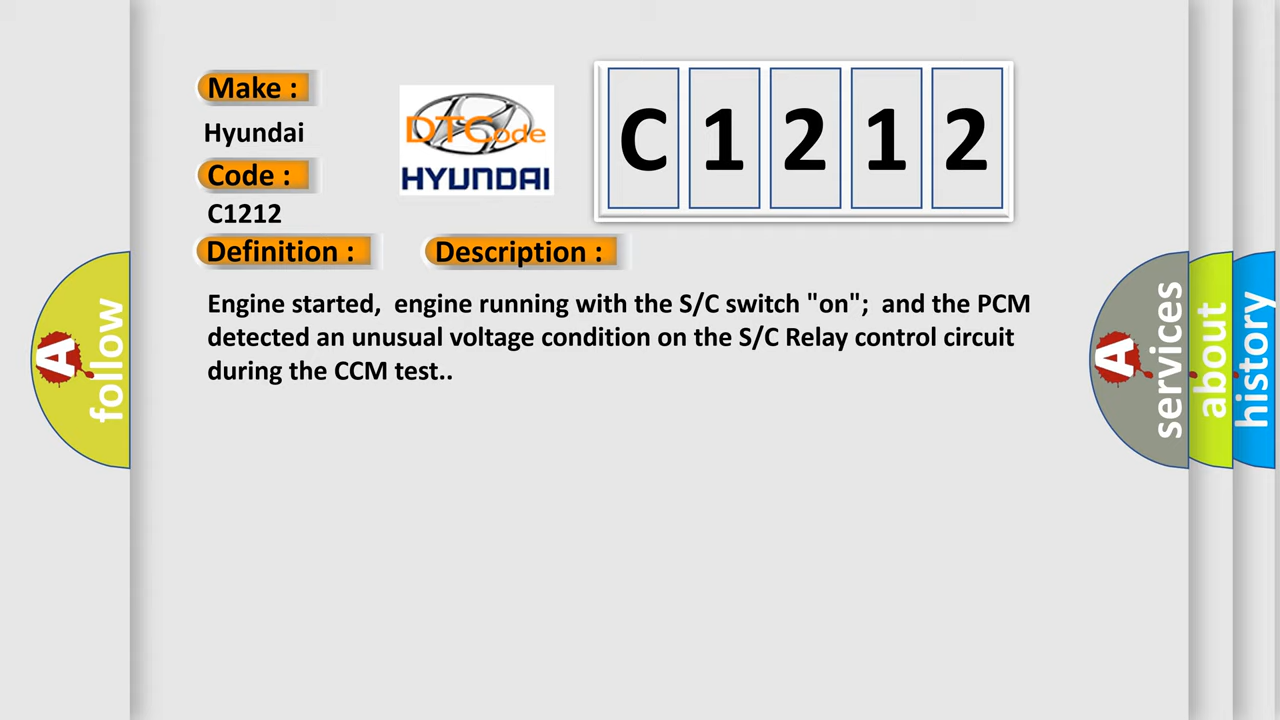 Make :
Hyundai
Code :
C1212
Definition :
Description :
DTCode
HYUNDAI
C 1 2 1 2
Engine started,  engine running with the S/C switch "on";  and the PCM
detected an unusual voltage condition on the S/C Relay control circuit
during the CCM test..
A
follow
A
services
about
history